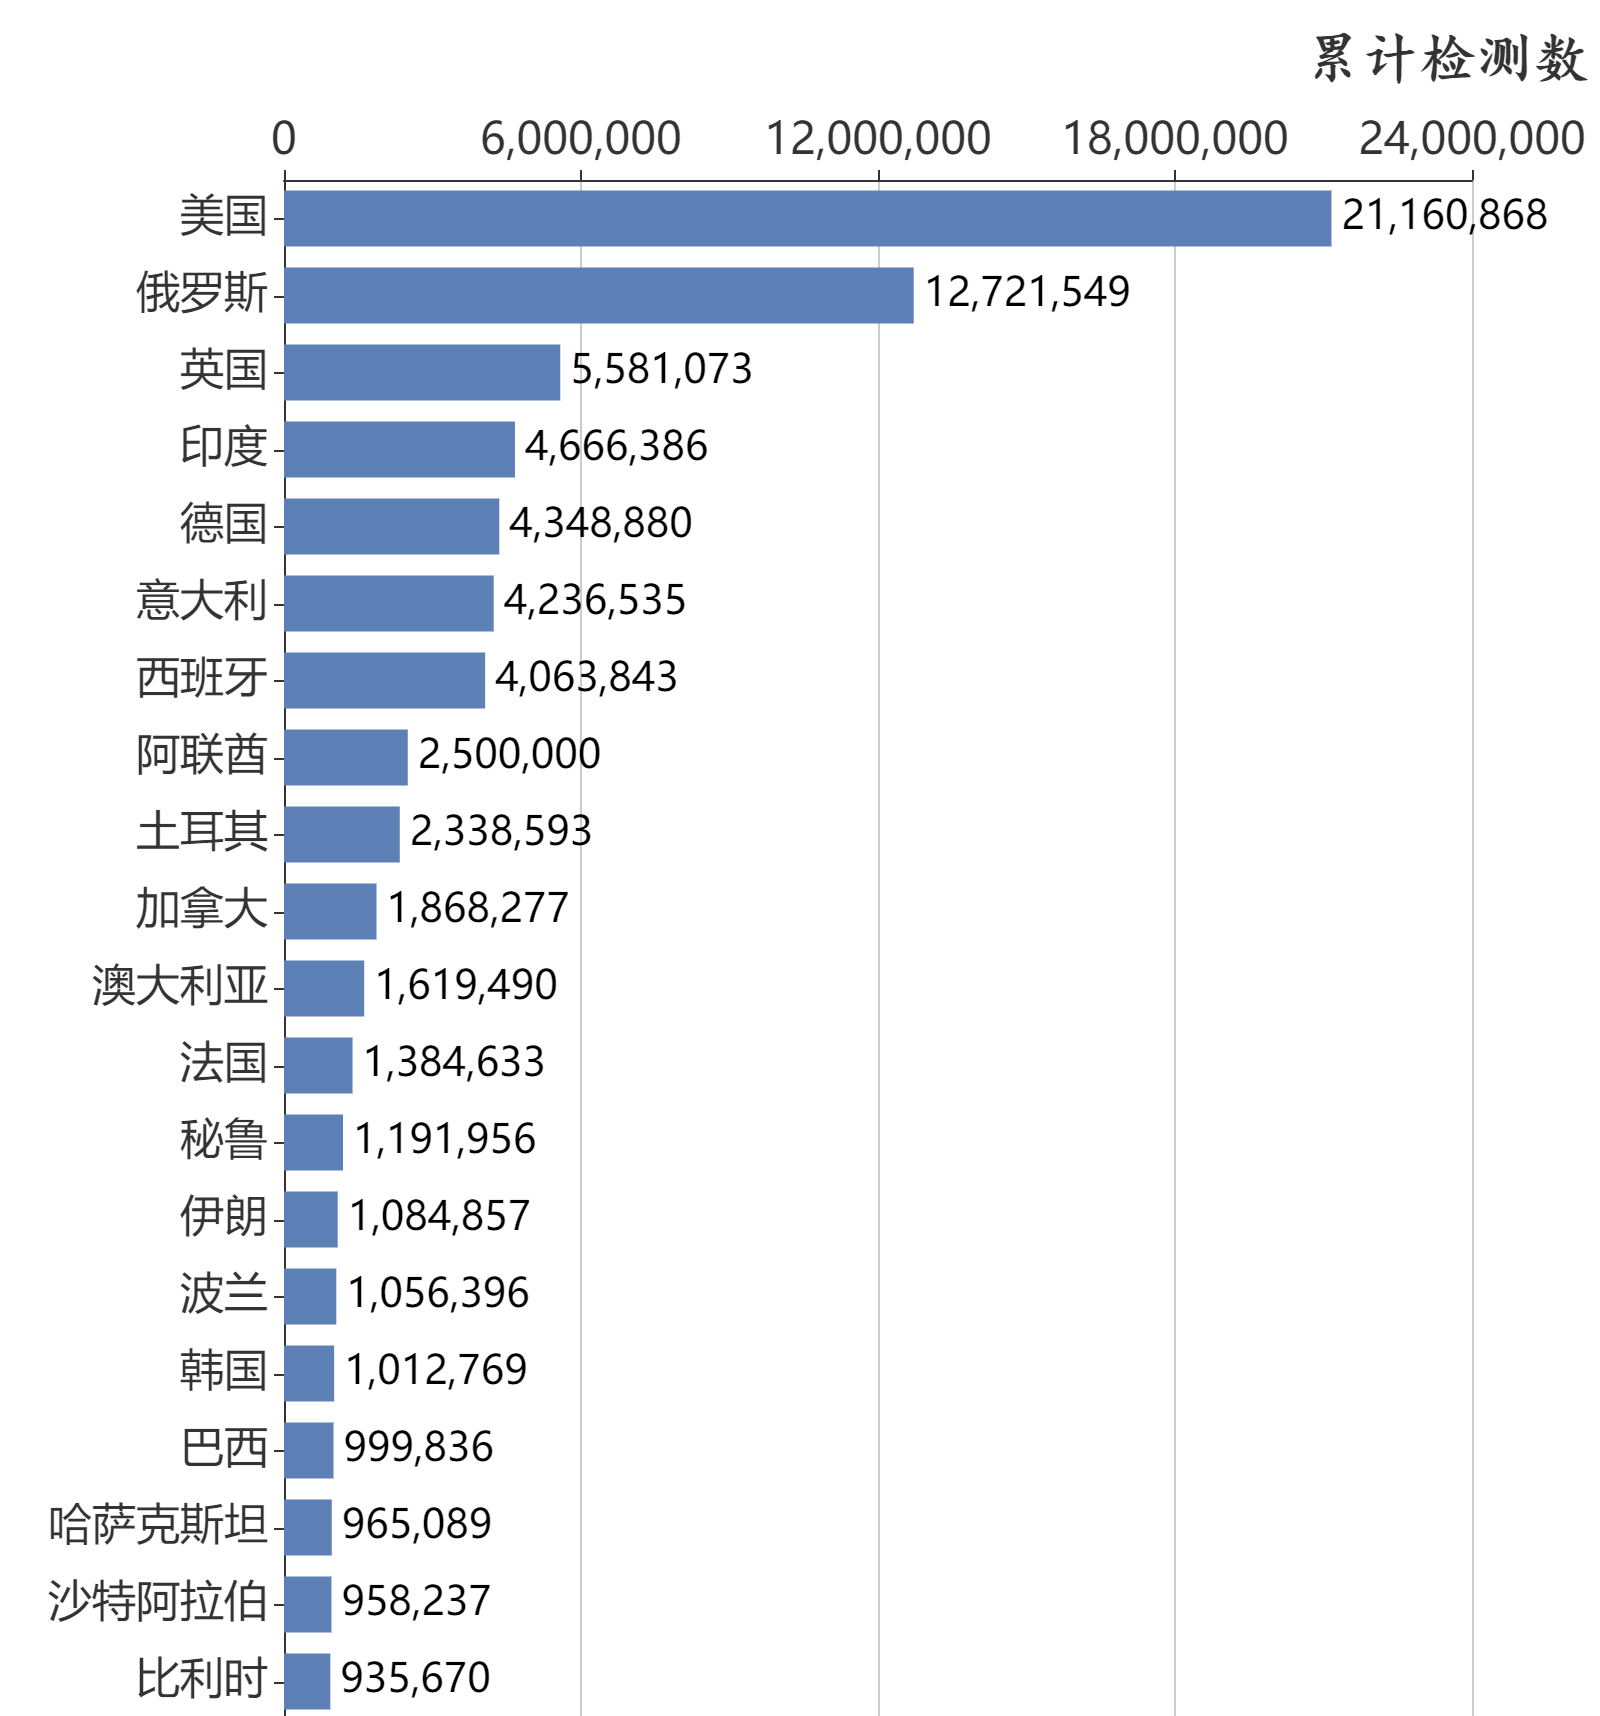 累计检测数
0 6,000,000 12,000,000 18,000,000 24,000,000
美国 21,160,868
俄罗斯 12,721,549
英国 5,581,073
印度 4,666,386
德国 4,348,880
意大利 4,236,535
西班牙 4,063,843
阿联酋 2,500,000
土耳其 2,338,593
加拿大 1,868,277
澳大利亚 1,619,490
法国 1,384,633
秘鲁 1,191,956
伊朗 1,084,857
波兰 1,056,396
韩国 1,012,769
巴西 999,836
哈萨克斯坦 965,089
沙特阿拉伯 958,237
比利时 935,670